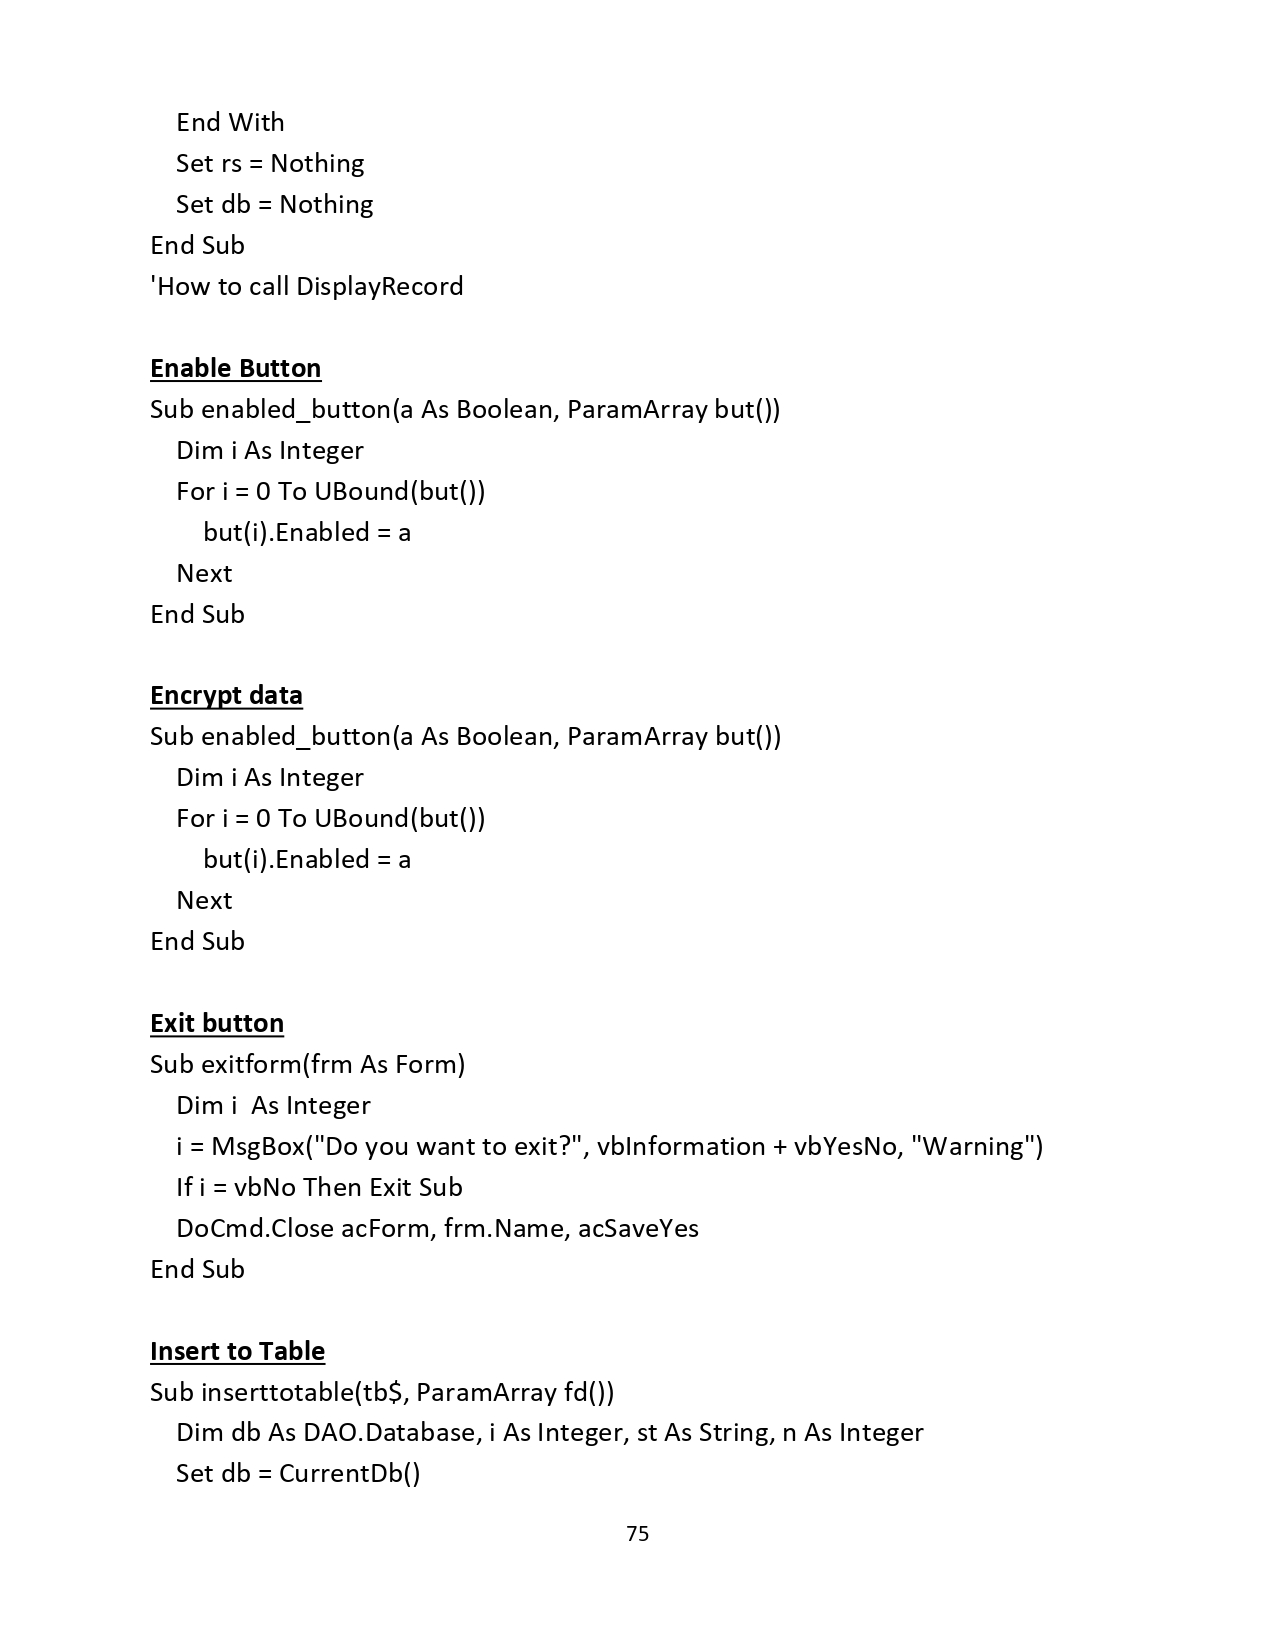 End With
Set rs = Nothing
Set db = Nothing
End Sub
'How to call DisplayRecord
Enable Button
Sub enabled_button(a As Boolean, ParamArray but())
Dim i As Integer
For i = 0 To UBound(but())
but(i).Enabled = a
Next
End Sub
Encrypt data
Sub enabled_button(a As Boolean, ParamArray but())
Dim i As Integer
For i = 0 To UBound(but())
but(i).Enabled = a
Next
End Sub
Exit button
Sub exitform(frm As Form)
Dim i  As Integer
i = MsgBox("Do you want to exit?", vbInformation + vbYesNo, "Warning")
If i = vbNo Then Exit Sub
DoCmd.Close acForm, frm.Name, acSaveYes
End Sub
Insert to Table
Sub inserttotable(tb$, ParamArray fd())
Dim db As DAO.Database, i As Integer, st As String, n As Integer
Set db = CurrentDb()
75